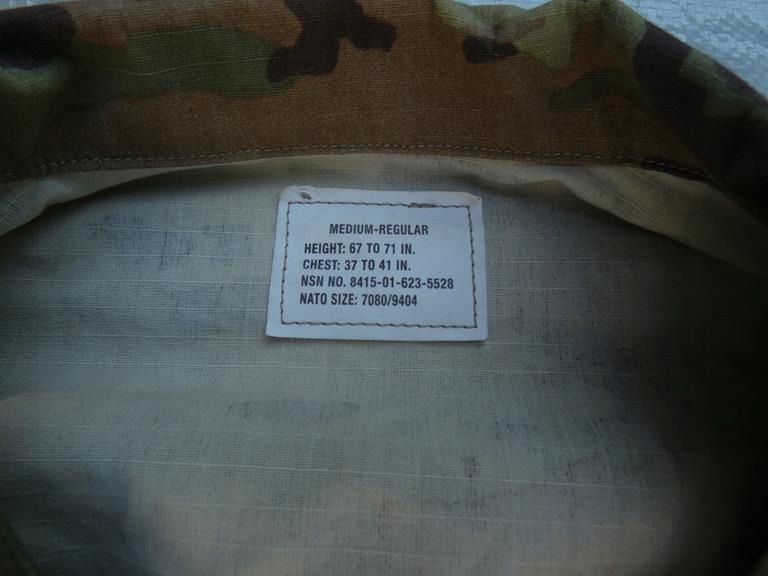 MEDIUM-REGULAR
HEIGHT: 67 TO 71 IN.
CHEST: 37 TO 41 IN.
NSN NO. 8415-01-623-5528
NATO SIZE: 7080/9404